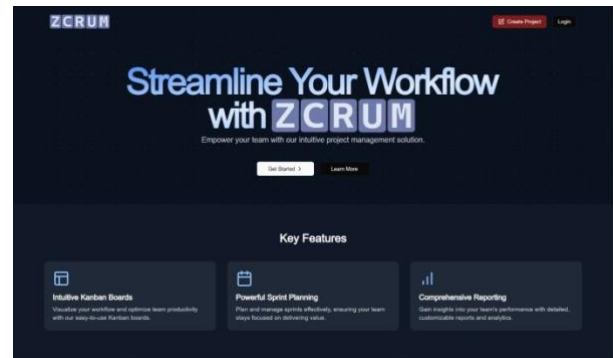 ZCRUM
Create Project
Login
Streamline Your Workflow
with ZCRUM
Empower your team with our intuitive project management solution.
Get Started >
Learn More
Key Features
Intuitive Kanban Boards
Visualize your workflow and optimize team productivity
with our easy-to-use Kanban boards.
Powerful Sprint Planning
Plan and manage sprints effectively, ensuring your team
stays focused on delivering value.
Comprehensive Reporting
Gain insights into your team's performance with detailed,
customizable reports and analytics.